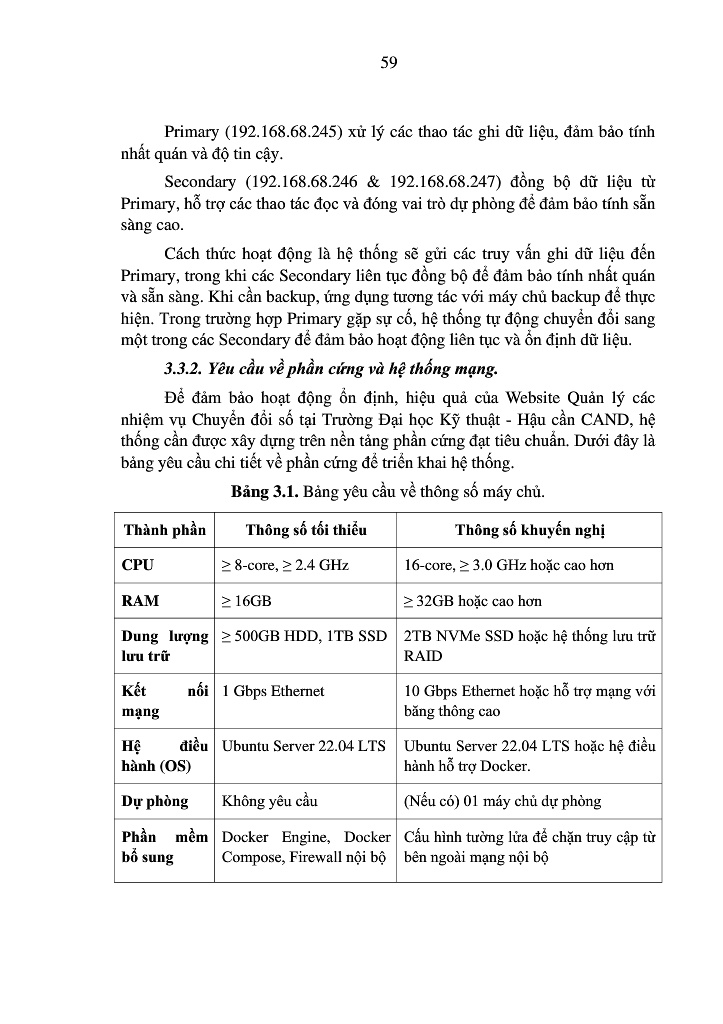 59
Primary (192.168.68.245) xử lý các thao tác ghi dữ liệu, đảm bảo tính
nhất quán và độ tin cậy.
Secondary (192.168.68.246 & 192.168.68.247) đồng bộ dữ liệu từ
Primary, hỗ trợ các thao tác đọc và đóng vai trò dự phòng để đảm bảo tính sẵn
sàng cao.
Cách thức hoạt động là hệ thống sẽ gửi các truy vấn ghi dữ liệu đến
Primary, trong khi các Secondary liên tục đồng bộ để đảm bảo tính nhất quán
và sẵn sàng. Khi cần backup, ứng dụng tương tác với máy chủ backup để thực
hiện. Trong trường hợp Primary gặp sự cố, hệ thống tự động chuyển đổi sang
một trong các Secondary để đảm bảo hoạt động liên tục và ổn định dữ liệu.
3.3.2. Yêu cầu về phần cứng và hệ thống mạng.
Để đảm bảo hoạt động ổn định, hiệu quả của Website Quản lý các
nhiệm vụ Chuyển đổi số tại Trường Đại học Kỹ thuật - Hậu cần CAND, hệ
thống cần được xây dựng trên nền tảng phần cứng đạt tiêu chuẩn. Dưới đây là
bảng yêu cầu chi tiết về phần cứng để triển khai hệ thống.
Bảng 3.1. Bảng yêu cầu về thông số máy chủ.
Thành phần Thông số tối thiểu Thông số khuyến nghị
CPU ≥ 8-core, ≥ 2.4 GHz 16-core, ≥ 3.0 GHz hoặc cao hơn
RAM ≥ 16GB ≥ 32GB hoặc cao hơn
Dung lượng ≥ 500GB HDD, 1TB SSD 2TB NVMe SSD hoặc hệ thống lưu trữ
lưu trữ RAID
Kết nối 1 Gbps Ethernet 10 Gbps Ethernet hoặc hỗ trợ mạng với
mạng băng thông cao
Hệ điều Ubuntu Server 22.04 LTS Ubuntu Server 22.04 LTS hoặc hệ điều
hành (OS) hành hỗ trợ Docker.
Dự phòng Không yêu cầu (Nếu có) 01 máy chủ dự phòng
Phần mềm Docker Engine, Docker Cấu hình tường lửa để chặn truy cập từ
bổ sung Compose, Firewall nội bộ bên ngoài mạng nội bộ